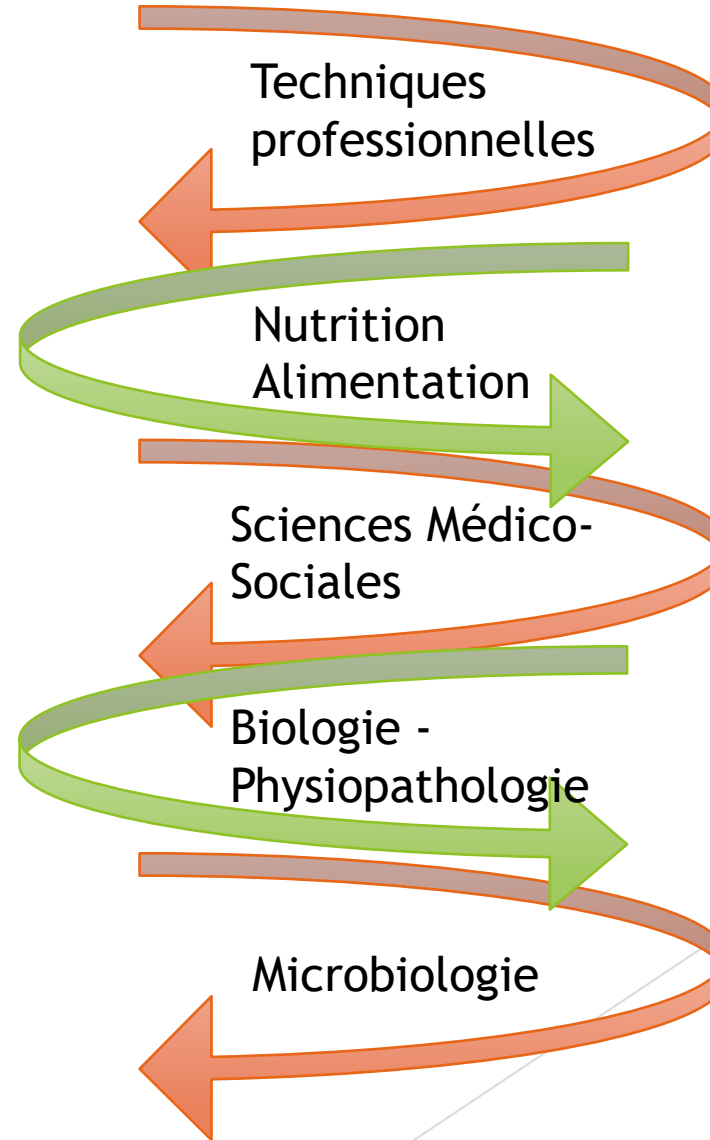 Techniques
professionnelles
Nutrition
Alimentation
Sciences Médico-
Sociales
Biologie -
Physiopathologie
Microbiologie